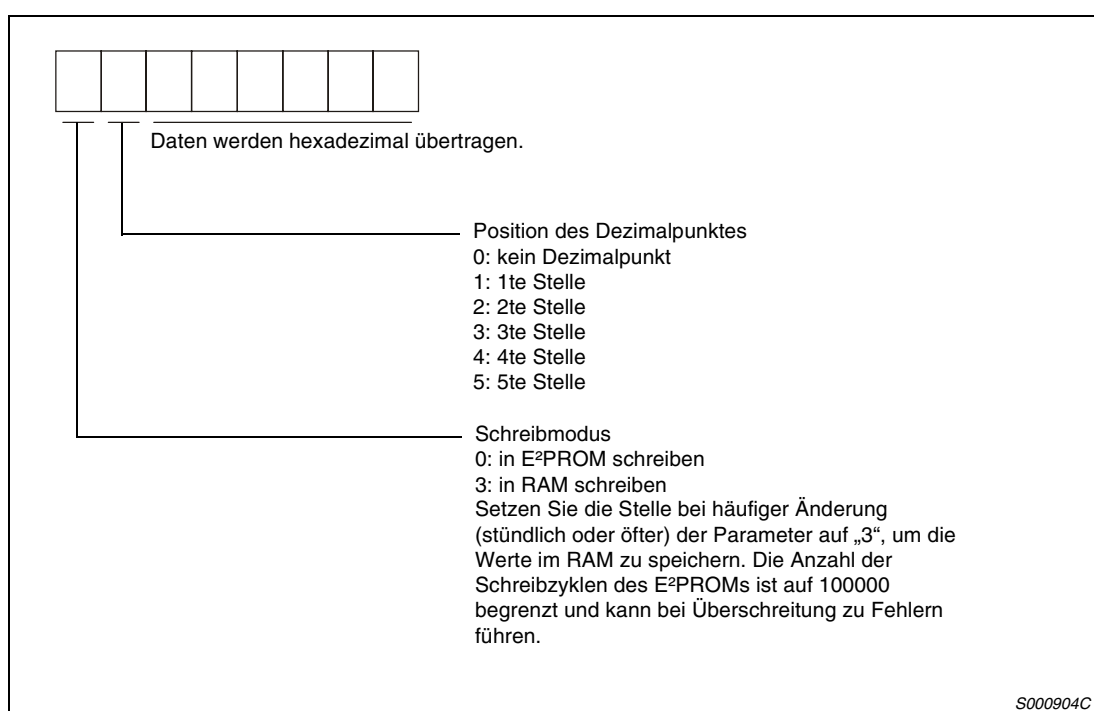 Daten werden hexadezimal übertragen.
Position des Dezimalpunktes
0: kein Dezimalpunkt
1: 1te Stelle
2: 2te Stelle
3: 3te Stelle
4: 4te Stelle
5: 5te Stelle
Schreibmodus
0: in E²PROM schreiben
3: in RAM schreiben
Setzen Sie die Stelle bei häufiger Änderung
(stündlich oder öfter) der Parameter auf „3“, um die
Werte im RAM zu speichern. Die Anzahl der
Schreibzyklen des E²PROMs ist auf 100000
begrenzt und kann bei Überschreitung zu Fehlern
führen.
S000904C